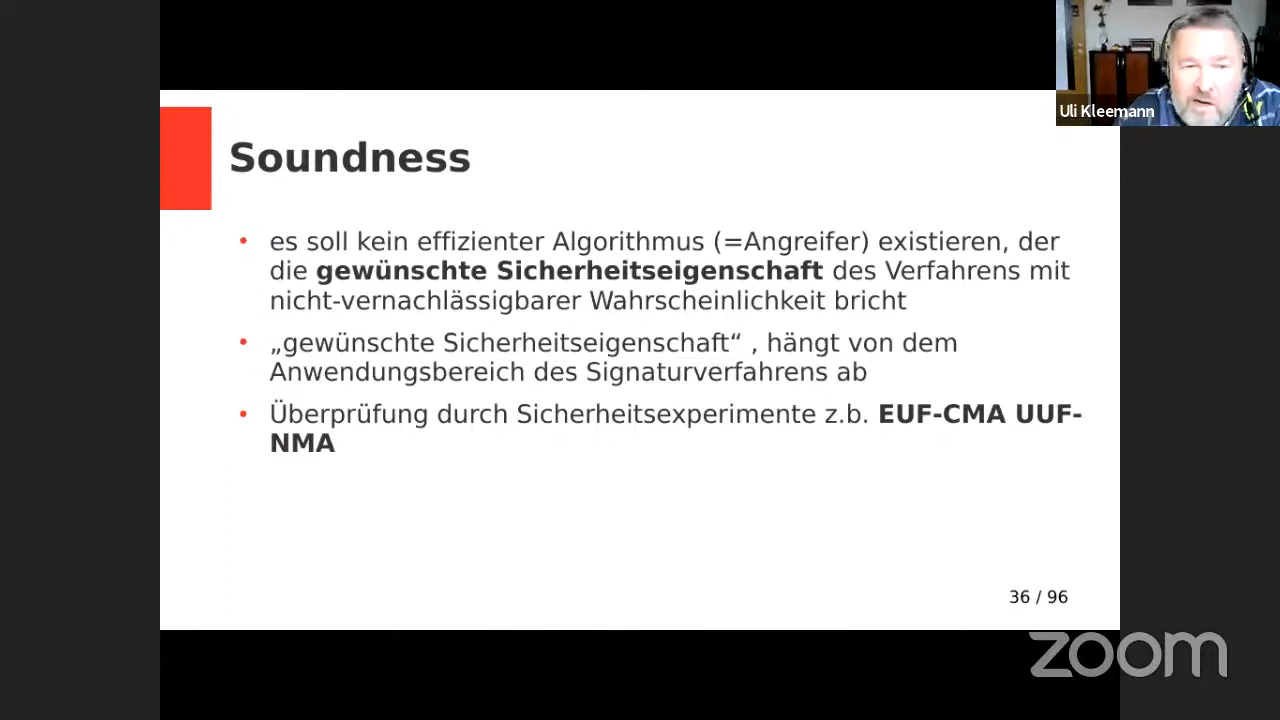 Uli Kleemann
Soundness
• es soll kein effizienter Algorithmus (=Angreifer) existieren, der
die gewünschte Sicherheitseigenschaft des Verfahrens mit
nicht-vernachlässigbarer Wahrscheinlichkeit bricht
• „gewünschte Sicherheitseigenschaft“ , hängt von dem
Anwendungsbereich des Signaturverfahrens ab
• Überprüfung durch Sicherheitsexperimente z.b. EUF-CMA UUF-
NMA
36 / 96
zoom